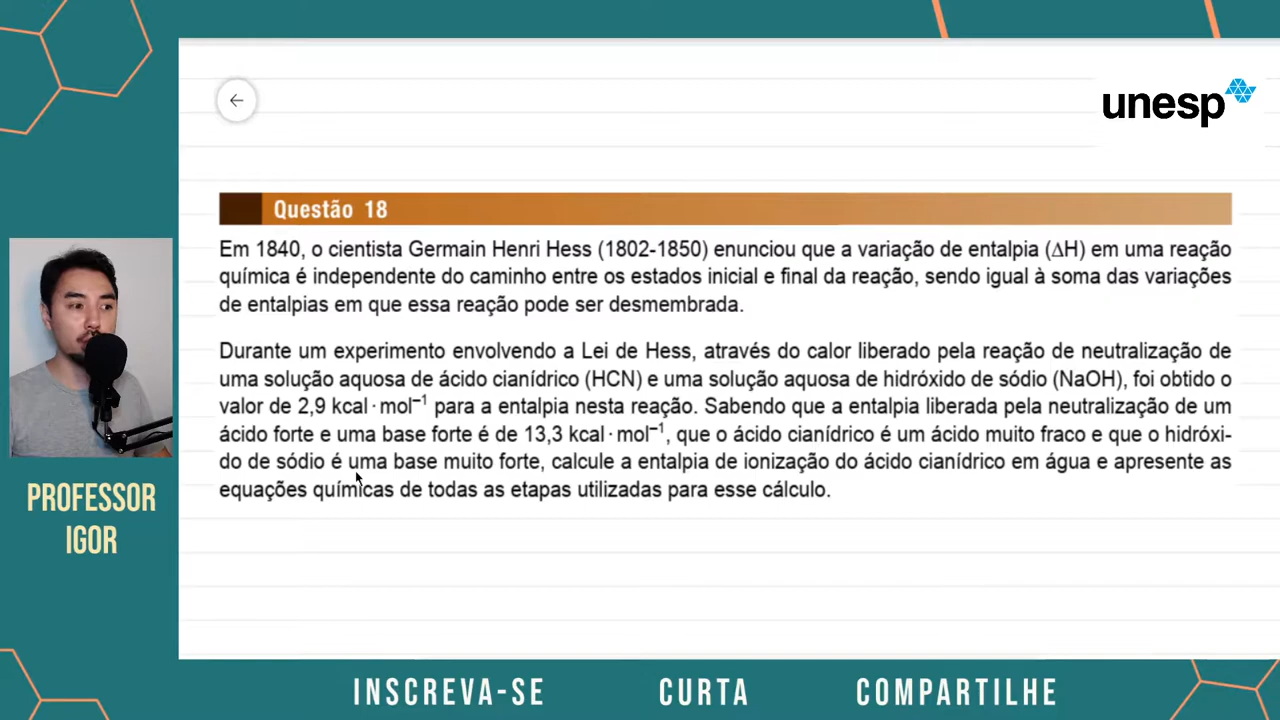 unesp
Questão 18
Em 1840, o cientista Germain Henri Hess (1802-1850) enunciou que a variação de entalpia (ΔH) em uma reação
química é independente do caminho entre os estados inicial e final da reação, sendo igual à soma das variações
de entalpias em que essa reação pode ser desmembrada.
Durante um experimento envolvendo a Lei de Hess, através do calor liberado pela reação de neutralização de
uma solução aquosa de ácido cianídrico (HCN) e uma solução aquosa de hidróxido de sódio (NaOH), foi obtido o
valor de 2,9 kcal·mol⁻¹ para a entalpia nesta reação. Sabendo que a entalpia liberada pela neutralização de um
ácido forte e uma base forte é de 13,3 kcal·mol⁻¹, que o ácido cianídrico é um ácido muito fraco e que o hidróxi-
do de sódio é uma base muito forte, calcule a entalpia de ionização do ácido cianídrico em água e apresente as
equações químicas de todas as etapas utilizadas para esse cálculo.
PROFESSOR
IGOR
INSCREVA-SE CURTA COMPARTILHE